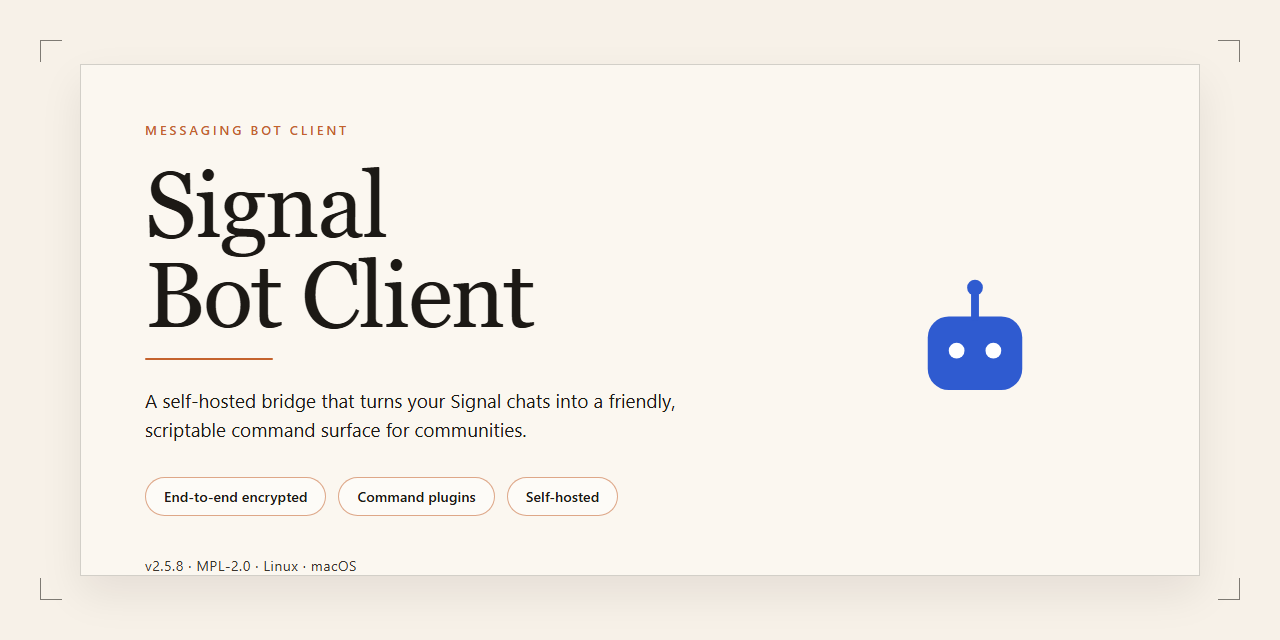 MESSAGING BOT CLIENT
Signal
Bot Client
A self-hosted bridge that turns your Signal chats into a friendly,
scriptable command surface for communities.
End-to-end encrypted
Command plugins
Self-hosted
v2.5.8 · MPL-2.0 · Linux · macOS